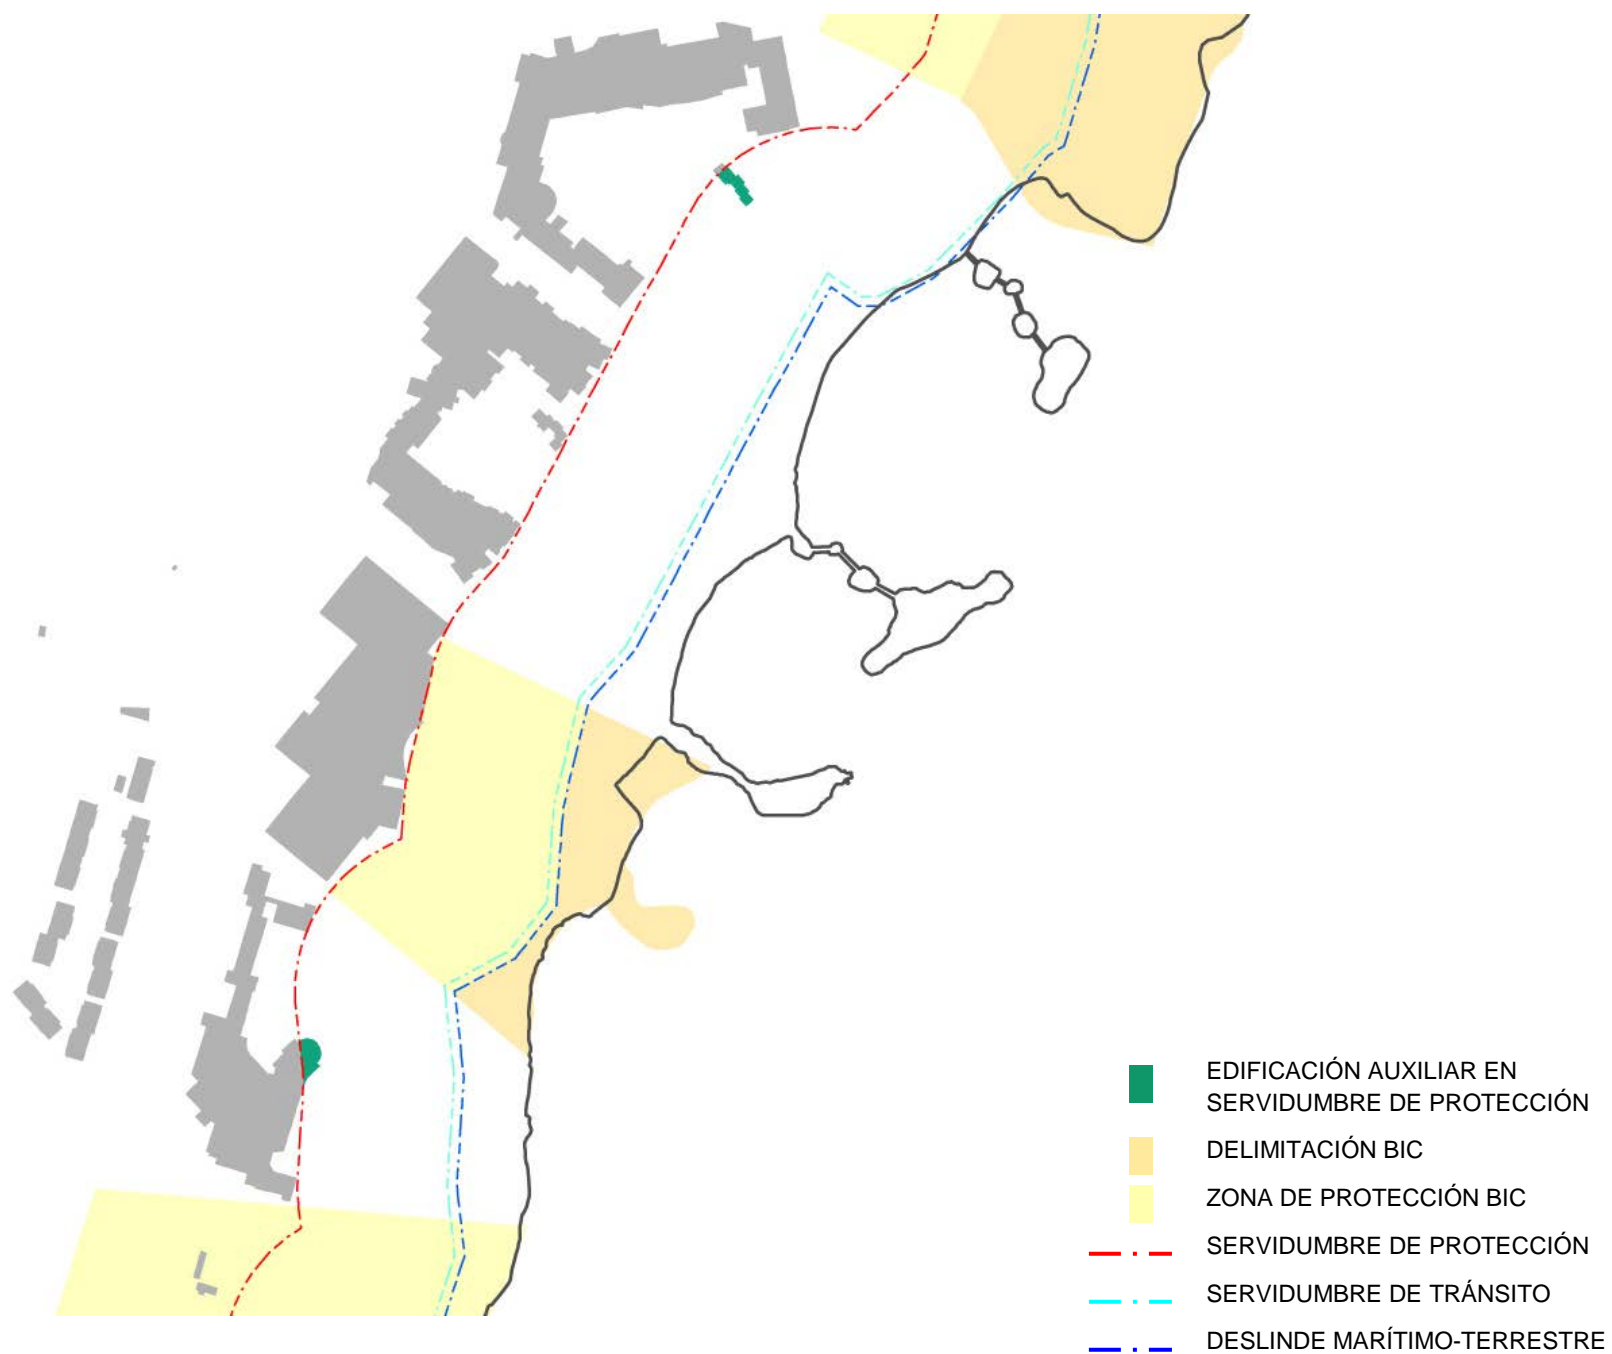 EDIFICACIÓN AUXILIAR EN
SERVIDUMBRE DE PROTECCIÓN
DELIMITACIÓN BIC
ZONA DE PROTECCIÓN BIC
SERVIDUMBRE DE PROTECCIÓN
SERVIDUMBRE DE TRÁNSITO
DESLINDE MARÍTIMO-TERRESTRE